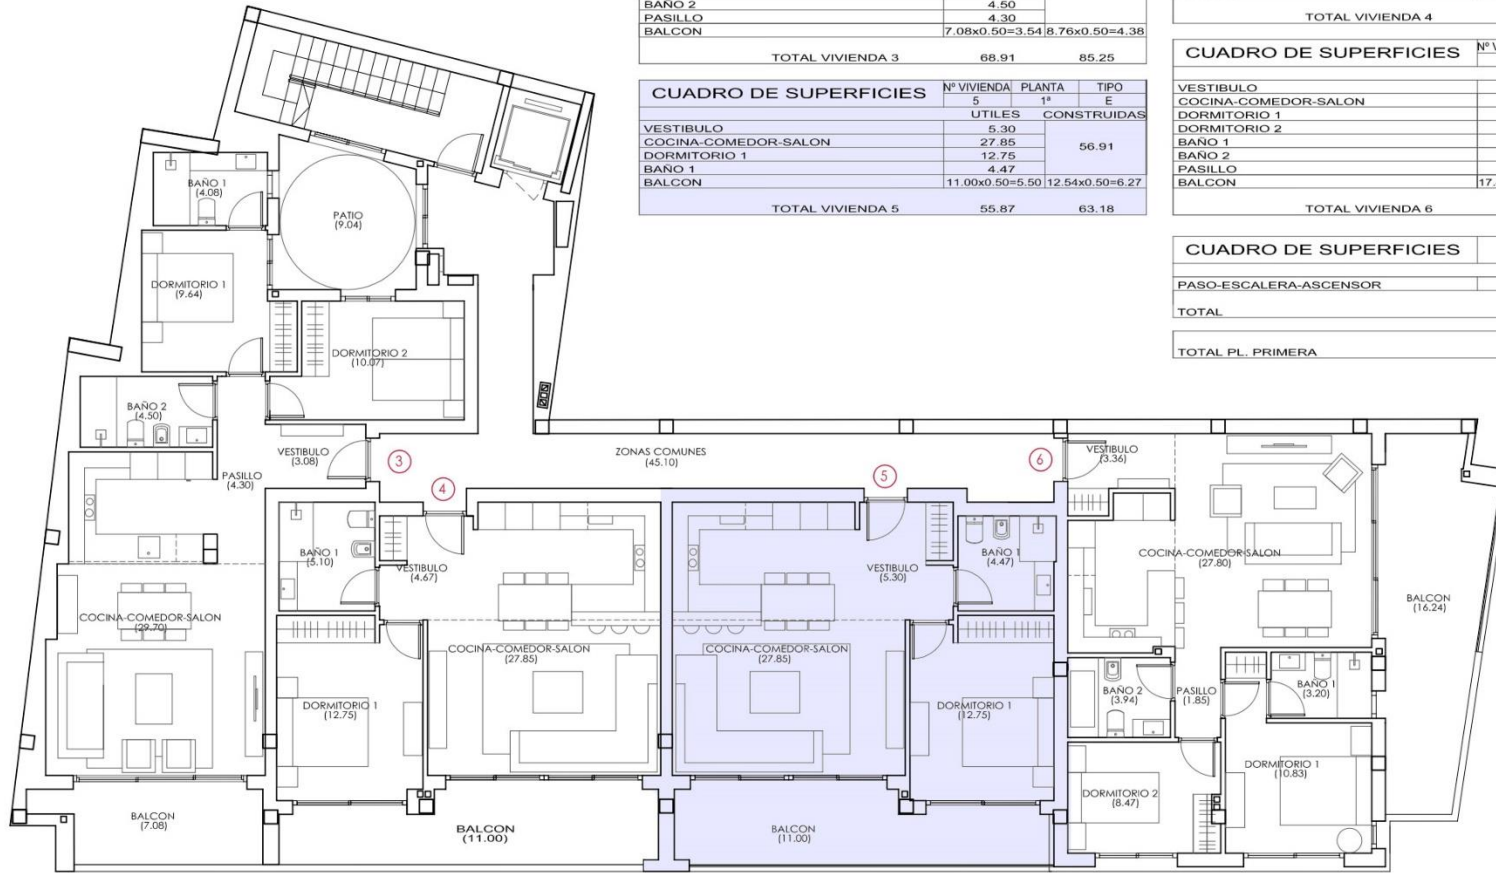 BAÑO 2 4.50
PASILLO 4.30
BALCON 7.08x0.50=3.54 8.76x0.50=4.38
TOTAL VIVIENDA 3 68.91 85.25
CUADRO DE SUPERFICIES Nº VIVIENDA PLANTA TIPO
5 1ª E
UTILES CONSTRUIDAS
VESTIBULO 5.30
COCINA-COMEDOR-SALON 27.85
56.91
DORMITORIO 1 12.75
BAÑO 1 4.47
BALCON 11.00x0.50=5.50 12.54x0.50=6.27
TOTAL VIVIENDA 5 55.87 63.18
TOTAL VIVIENDA 4
CUADRO DE SUPERFICIES Nº
VESTIBULO
COCINA-COMEDOR-SALON
DORMITORIO 1
DORMITORIO 2
BAÑO 1
BAÑO 2
PASILLO
BALCON 17.
TOTAL VIVIENDA 6
CUADRO DE SUPERFICIES
PASO-ESCALERA-ASCENSOR
TOTAL
TOTAL PL. PRIMERA
BAÑO 1
(4.08)
PATIO
(9.04)
DORMITORIO 1
(9.64)
DORMITORIO 2
(10.07)
BAÑO 2
(4.50)
VESTIBULO
(3.08)
PASILLO
(4.30)
3
4
ZONAS COMUNES
(45.10)
5
6
COCINA-COMEDOR-SALON
(29.70)
BALCON
(7.08)
BAÑO 1
(5.10)
VESTIBULO
(4.67)
COCINA-COMEDOR-SALON
(27.85)
DORMITORIO 1
(12.75)
BALCON
(11.00)
VESTIBULO
(5.30)
BAÑO 1
(4.47)
COCINA-COMEDOR-SALON
(27.85)
DORMITORIO 1
(12.75)
BALCON
(11.00)
VESTIBULO
(3.36)
COCINA-COMEDOR-SALON
(27.80)
BALCON
(16.24)
BAÑO 2
(3.94)
PASILLO
(1.85)
BAÑO 1
(3.20)
DORMITORIO 1
(10.83)
DORMITORIO 2
(8.47)